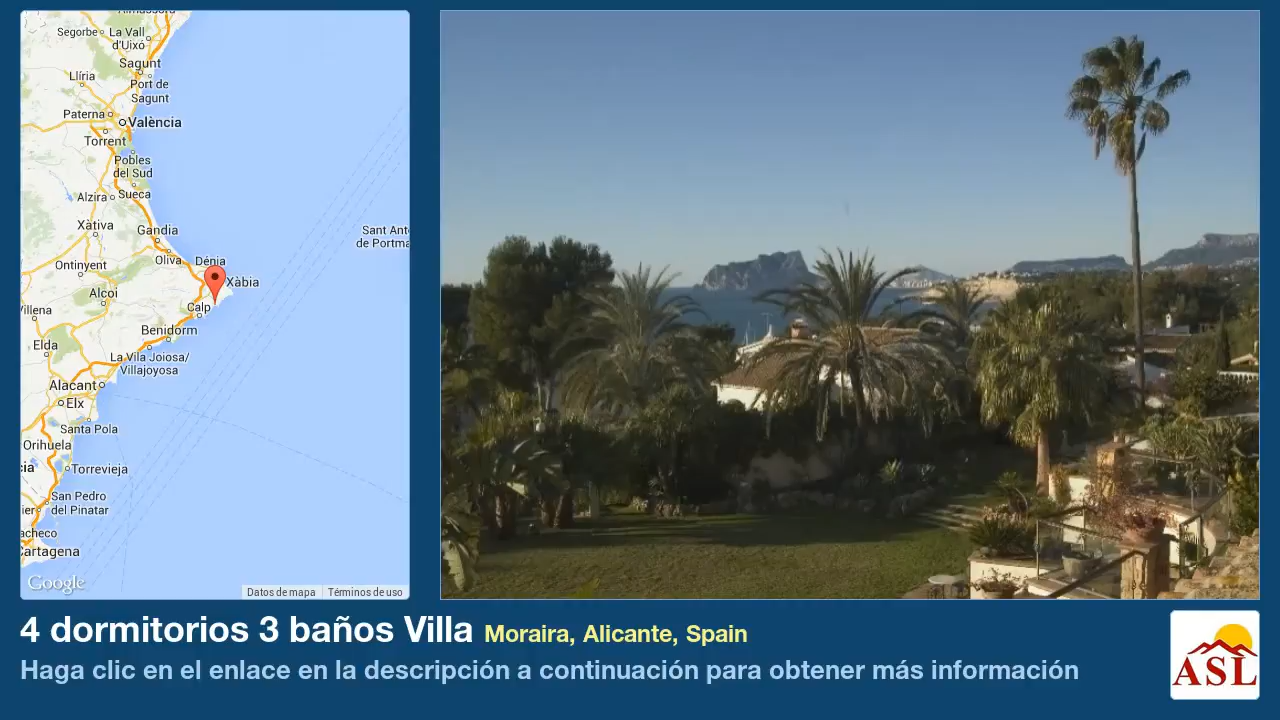 Segorbe
La Vall
d'Uixó
Sagunt
Llíria
Port de
Sagunt
Paterna
València
Torrent
Pobles
del Sud
Alzira
Sueca
Xàtiva
Gandia
Sant Ant
de Portma
Ontinyent
Oliva
Dénia
Xàbia
Alcoi
Calp
Villena
Benidorm
Elda
La Vila Joiosa/
Villajoyosa
Alacant
Elx
Santa Pola
Orihuela
Torrevieja
San Pedro
del Pinatar
Cartagena
Google
Datos de mapa
Términos de uso
4 dormitorios 3 baños Villa Moraira, Alicante, Spain
Haga clic en el enlace en la descripción a continuación para obtener más información
ASL